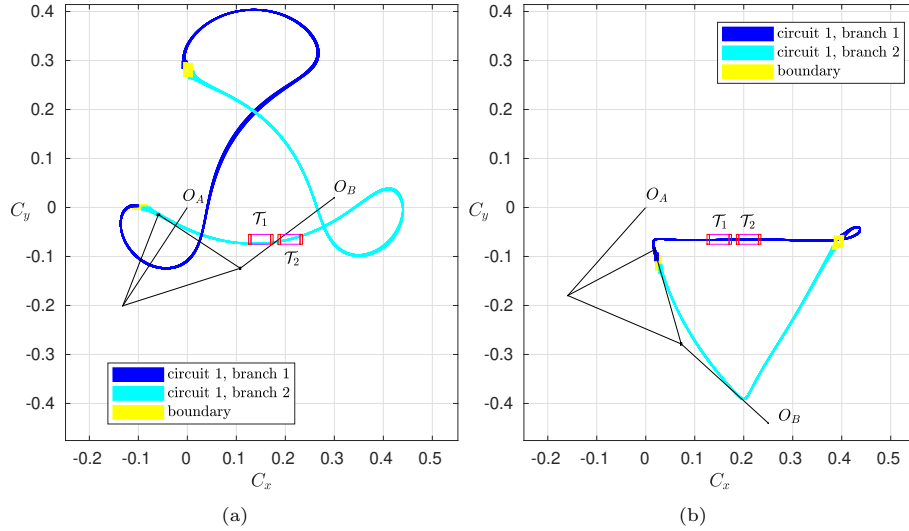 0.4
0.3
0.2
0.1
0
-0.1
-0.2
-0.3
-0.4
C_y
-0.2 -0.1 0 0.1 0.2 0.3 0.4 0.5
C_x
O_A
O_B
T_1
T_2
circuit 1, branch 1
circuit 1, branch 2
boundary
(a)
0.4
0.3
0.2
0.1
0
-0.1
-0.2
-0.3
-0.4
C_y
-0.2 -0.1 0 0.1 0.2 0.3 0.4 0.5
C_x
circuit 1, branch 1
circuit 1, branch 2
boundary
O_A
T_1 T_2
O_B
(b)